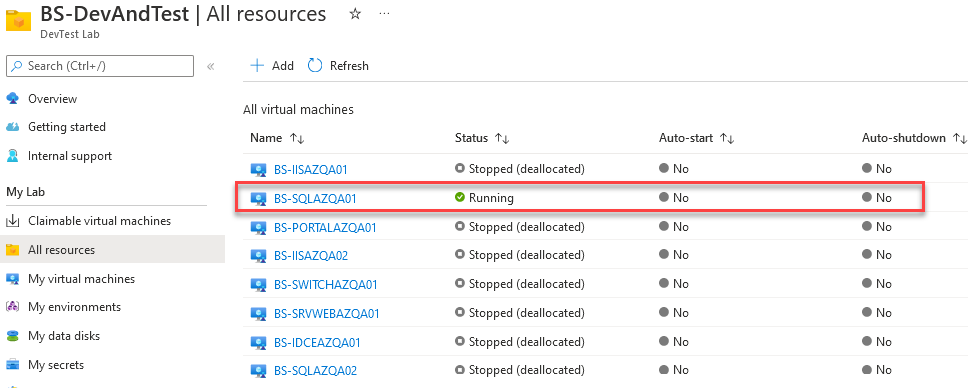 BS-DevAndTest | All resources
DevTest Lab
Search (Ctrl+/)
Overview
Getting started
Internal support
My Lab
Claimable virtual machines
All resources
My virtual machines
My environments
My data disks
My secrets
Add Refresh
All virtual machines
Name Status Auto-start Auto-shutdown
BS-IISAZQA01 Stopped (deallocated) No No
BS-SQLAZQA01 Running No No
BS-PORTALAZQA01 Stopped (deallocated) No No
BS-IISAZQA02 Stopped (deallocated) No No
BS-SWITCHAZQA01 Stopped (deallocated) No No
BS-SRVWEBAZQA01 Stopped (deallocated) No No
BS-IDCEAZQA01 Stopped (deallocated) No No
BS-SQLAZQA02 Stopped (deallocated) No No